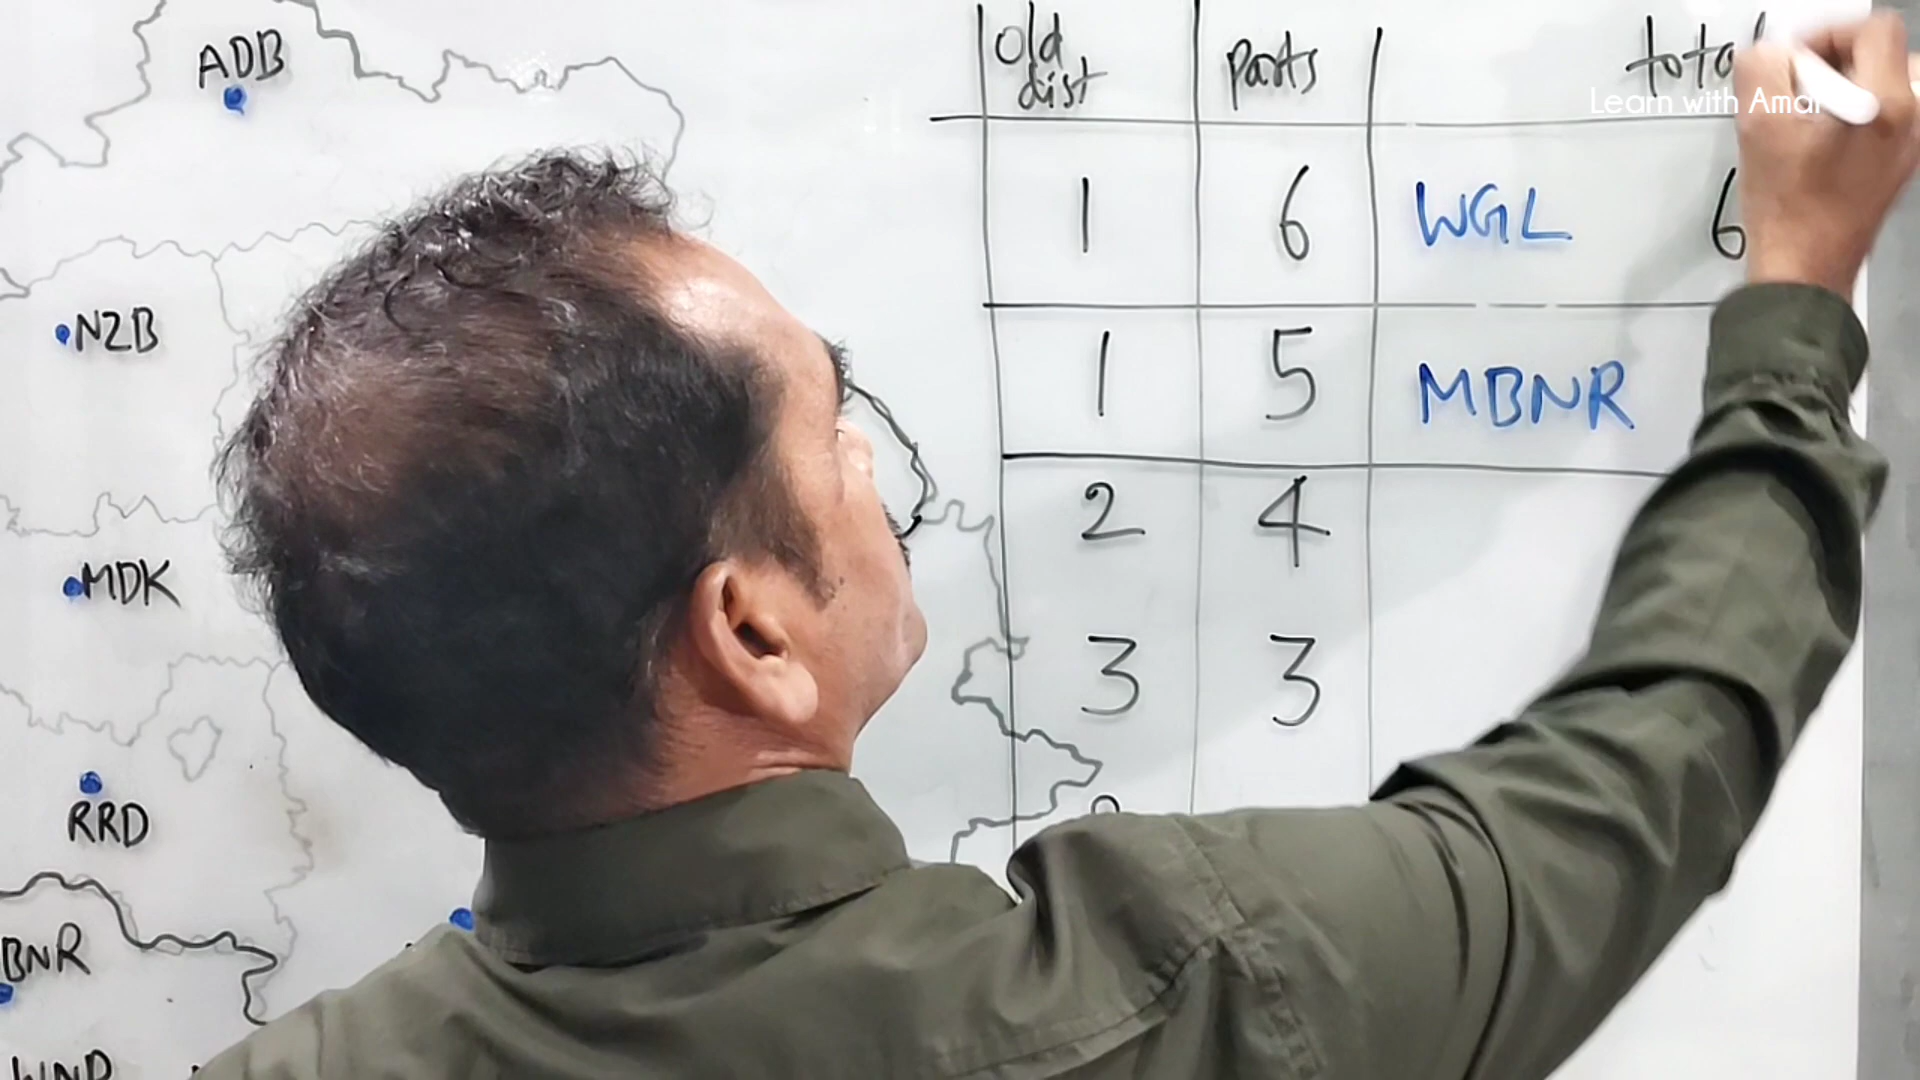 ADB
NZB
MDK
RRD
BNR
old dist parts total
1 6 WGL 6
1 5 MBNR
2 4
3 3
Learn with Amar